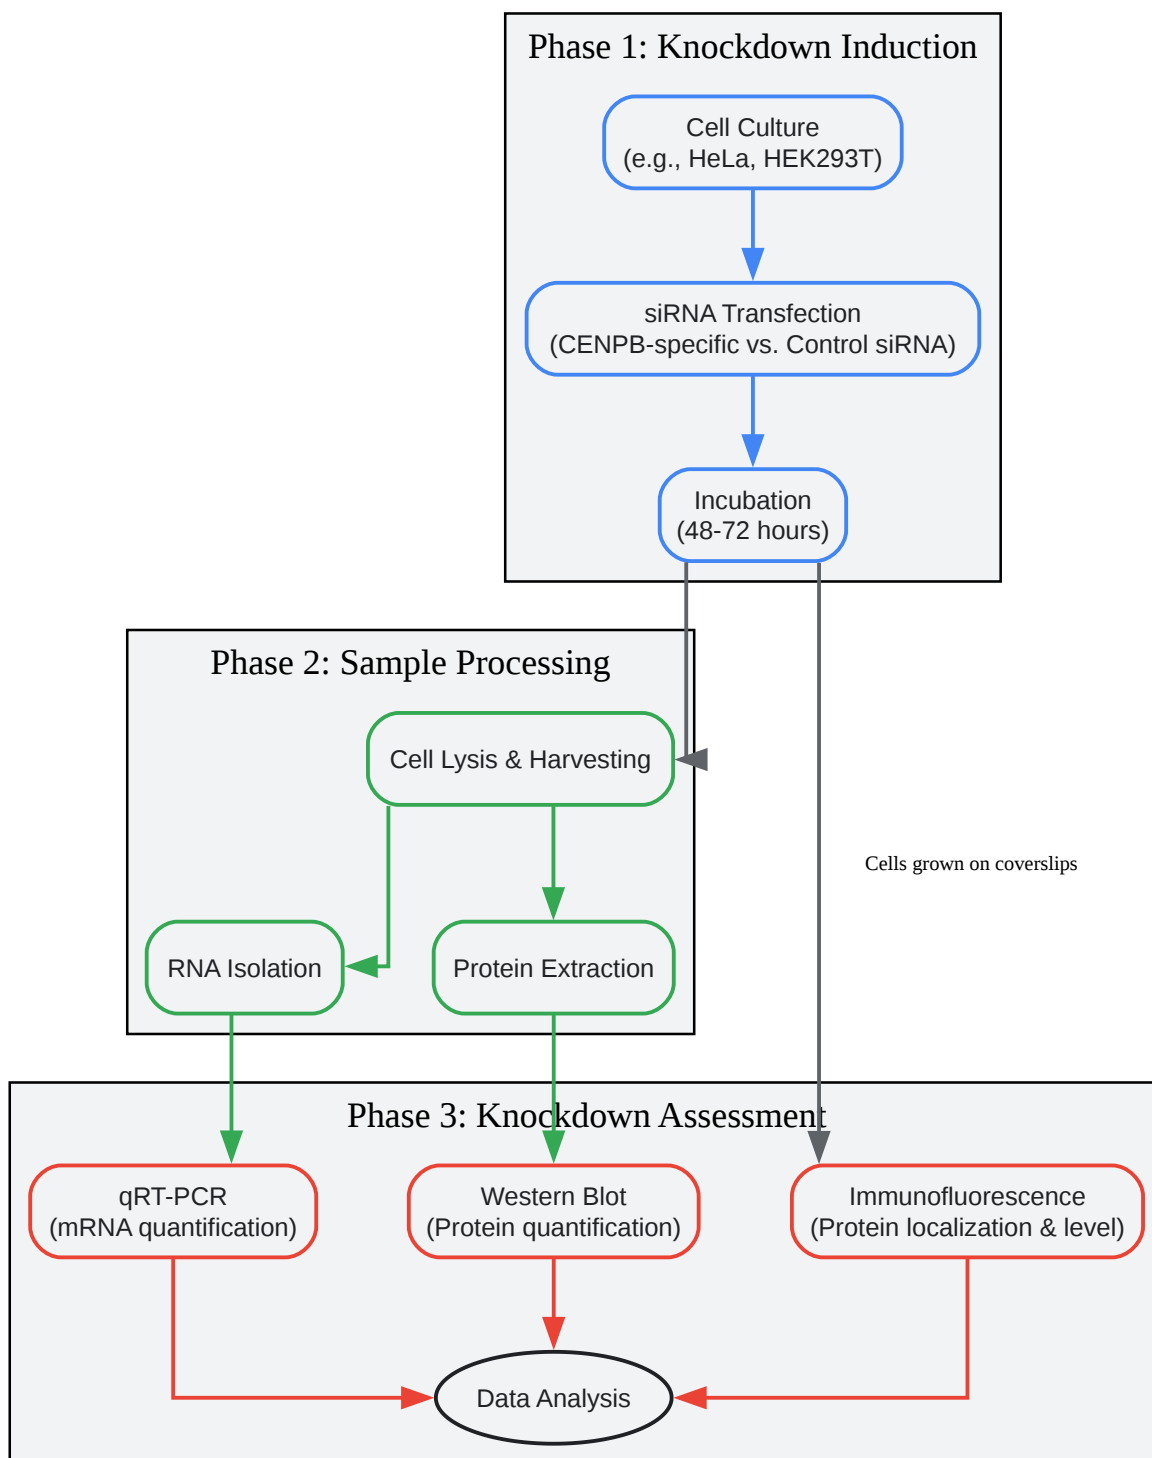 Phase 1: Knockdown Induction
Cell Culture
(e.g., HeLa, HEK293T)
siRNA Transfection
(CENPB-specific vs. Control siRNA)
Incubation
(48-72 hours)
Phase 2: Sample Processing
Cell Lysis & Harvesting
Cells grown on coverslips
RNA Isolation
Protein Extraction
Phase 3: Knockdown Assessment
qRT-PCR
(mRNA quantification)
Western Blot
(Protein quantification)
Immunofluorescence
(Protein localization & level)
Data Analysis